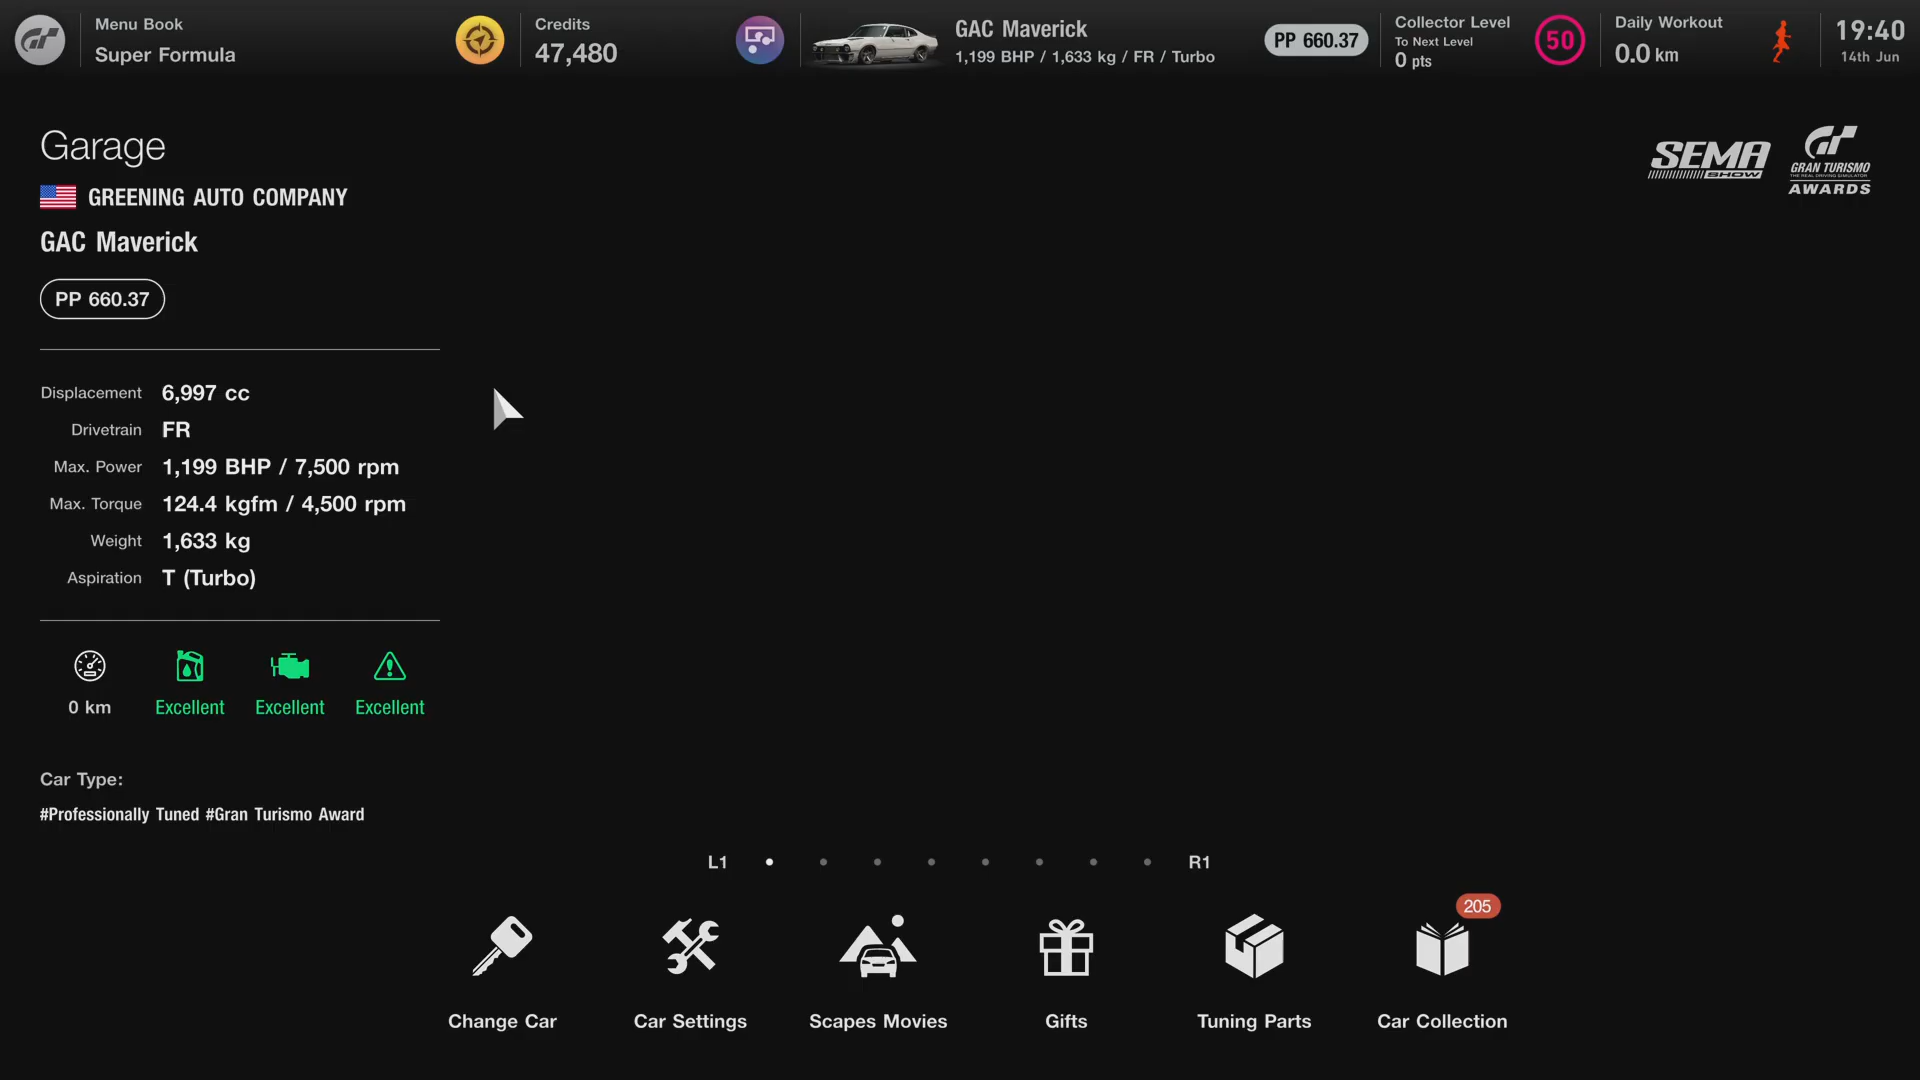 Menu Book
Super Formula
Credits
47,480
GAC Maverick
1,199 BHP / 1,633 kg / FR / Turbo
PP 660.37
Collector Level
To Next Level
0 pts
50
Daily Workout
0.0 km
19:40
14th Jun
Garage
GREENING AUTO COMPANY
GAC Maverick
PP 660.37
SEMA
SHOW
GRAN TURISMO
THE REAL DRIVING SIMULATOR
AWARDS
Displacement 6,997 cc
Drivetrain FR
Max. Power 1,199 BHP / 7,500 rpm
Max. Torque 124.4 kgfm / 4,500 rpm
Weight 1,633 kg
Aspiration T (Turbo)
0 km Excellent Excellent Excellent
Car Type:
#Professionally Tuned #Gran Turismo Award
L1 R1
205
Change Car Car Settings Scapes Movies Gifts Tuning Parts Car Collection